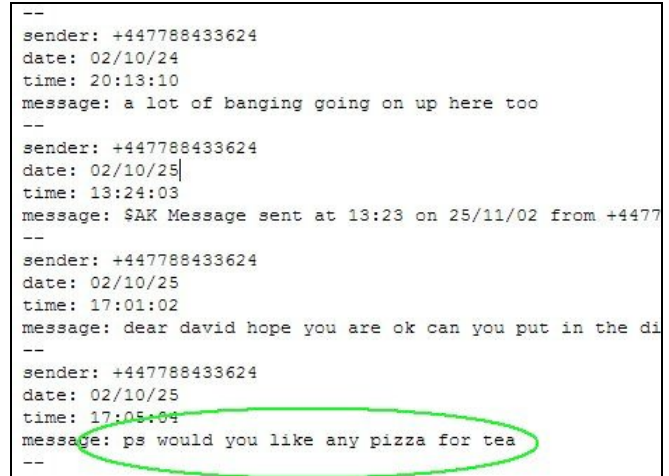 --
sender: +447788433624
date: 02/10/24
time: 20:13:10
message: a lot of banging going on up here too
--
sender: +447788433624
date: 02/10/25
time: 13:24:03
message: $AK Message sent at 13:23 on 25/11/02 from +4477
--
sender: +447788433624
date: 02/10/25
time: 17:01:02
message: dear david hope you are ok can you put in the di
--
sender: +447788433624
date: 02/10/25
time: 17:05:04
message: ps would you like any pizza for tea
--